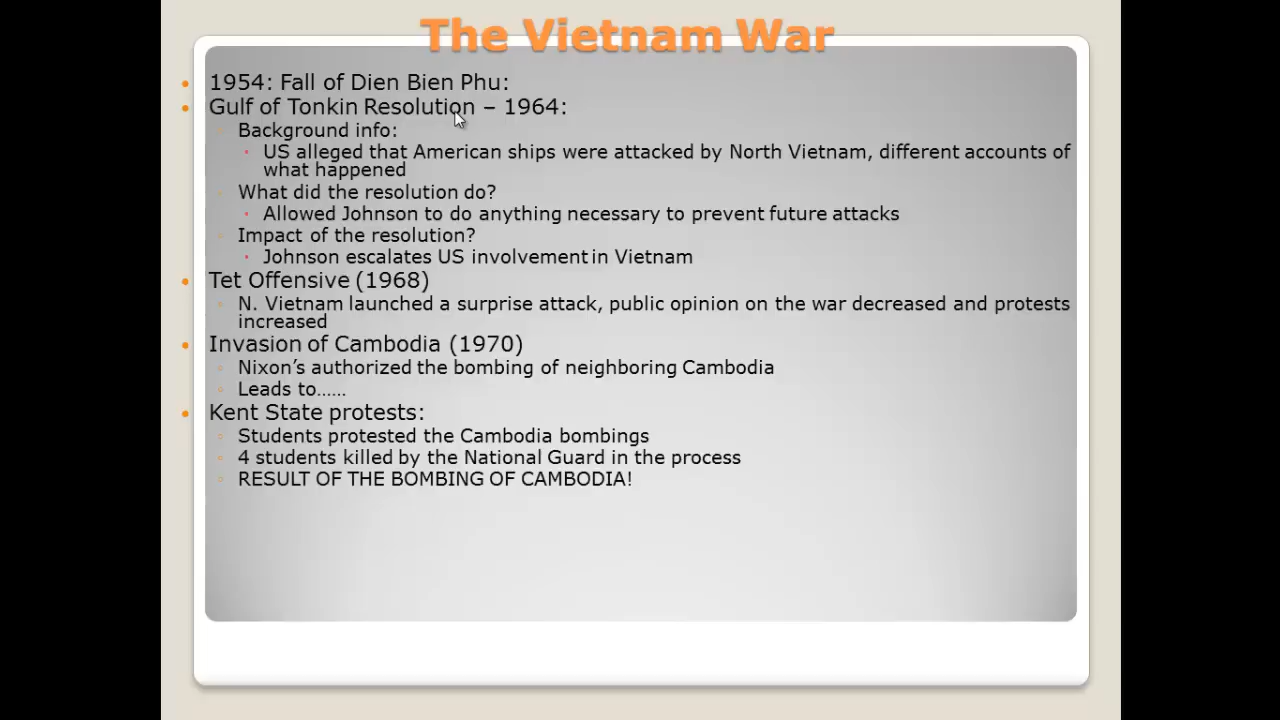 The Vietnam War
• 1954: Fall of Dien Bien Phu:
• Gulf of Tonkin Resolution – 1964:
◦ Background info:
• US alleged that American ships were attacked by North Vietnam, different accounts of
what happened
◦ What did the resolution do?
• Allowed Johnson to do anything necessary to prevent future attacks
◦ Impact of the resolution?
• Johnson escalates US involvement in Vietnam
• Tet Offensive (1968)
◦ N. Vietnam launched a surprise attack, public opinion on the war decreased and protests
increased
• Invasion of Cambodia (1970)
◦ Nixon’s authorized the bombing of neighboring Cambodia
◦ Leads to……
• Kent State protests:
◦ Students protested the Cambodia bombings
◦ 4 students killed by the National Guard in the process
◦ RESULT OF THE BOMBING OF CAMBODIA!